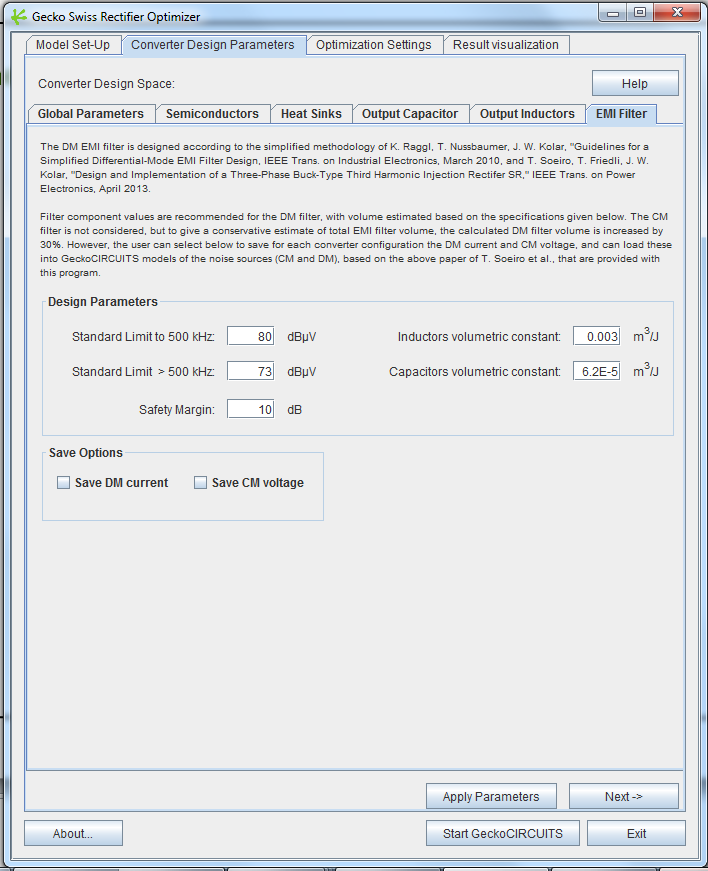 Gecko Swiss Rectifier Optimizer
Model Set-Up Converter Design Parameters Optimization Settings Result visualization
Converter Design Space: Help
Global Parameters Semiconductors Heat Sinks Output Capacitor Output Inductors EMI Filter
The DM EMI filter is designed according to the simplified methodology of K. Raggl, T. Nussbaumer, J. W. Kolar, "Guidelines for a
Simplified Differential-Mode EMI Filter Design, IEEE Trans. on Industrial Electronics, March 2010, and T. Soeiro, T. Friedli, J. W.
Kolar, "Design and Implementation of a Three-Phase Buck-Type Third Harmonic Injection Rectifer SR," IEEE Trans. on Power
Electronics, April 2013.
Filter component values are recommended for the DM filter, with volume estimated based on the specifications given below. The CM
filter is not considered, but to give a conservative estimate of total EMI filter volume, the calculated DM filter volume is increased by
30%. However, the user can select below to save for each converter configuration the DM current and CM voltage, and can load these
into GeckoCIRCUITS models of the noise sources (CM and DM), based on the above paper of T. Soeiro et al., that are provided with
this program.
Design Parameters
Standard Limit to 500 kHz: 80 dBµV Inductors volumetric constant: 0.003 m³/J
Standard Limit > 500 kHz: 73 dBµV Capacitors volumetric constant: 6.2E-5 m³/J
Safety Margin: 10 dB
Save Options
Save DM current Save CM voltage
Apply Parameters Next ->
About... Start GeckoCIRCUITS Exit